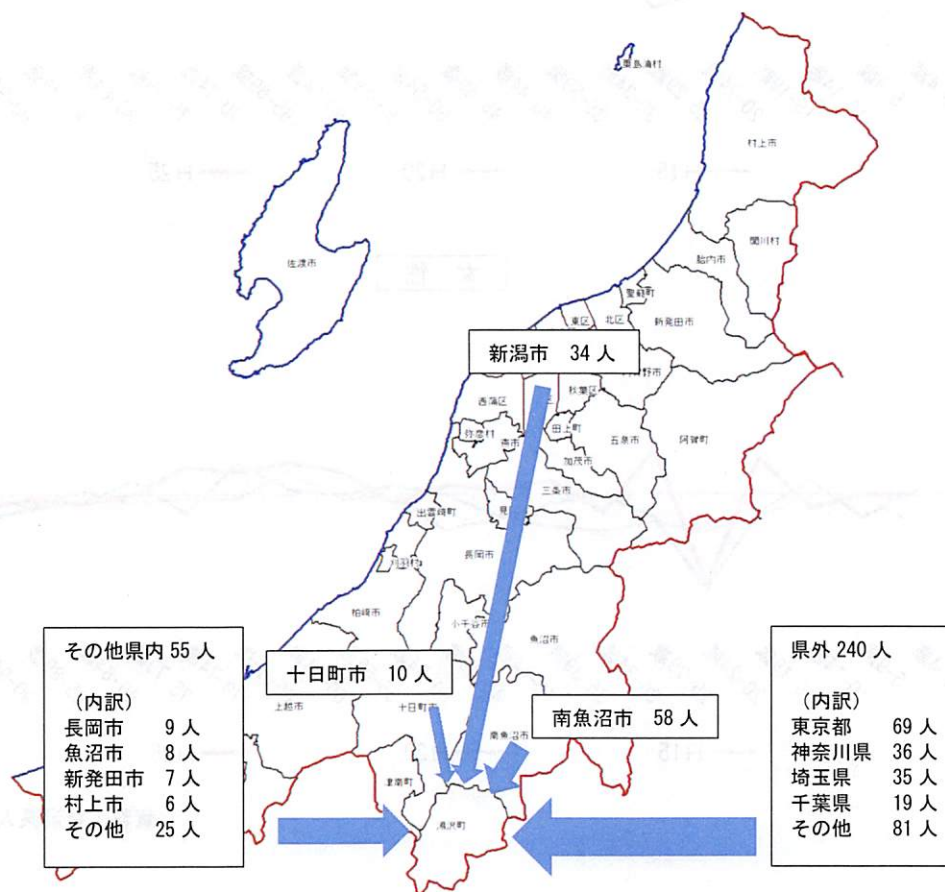 粟島浦村
村上市
関川村
胎内市
佐渡市
聖籠町
東区
北区
新発田市
新潟市 34 人
西蒲区
秋葉区
弥彦村
田上町
五泉市
阿賀町
加茂市
三条市
出雲崎町
長岡市
刈羽村
柏崎市
小千谷市
魚沼市
その他県内 55 人
(内訳)
長岡市 9 人
魚沼市 8 人
新発田市 7 人
村上市 6 人
その他 25 人
十日町市 10 人
上越市
十日町市
南魚沼市 58 人
南魚沼市
津南町
湯沢町
県外 240 人
(内訳)
東京都 69 人
神奈川県 36 人
埼玉県 35 人
千葉県 19 人
その他 81 人